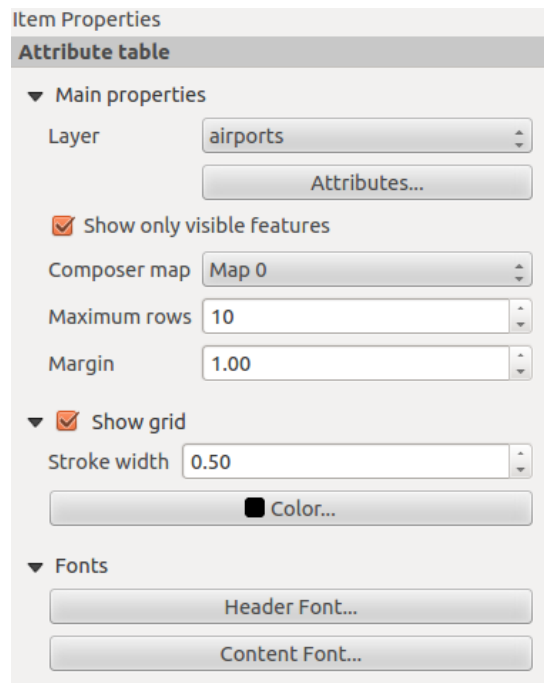 Item Properties
Attribute table
Main properties
Layer airports
Attributes...
Show only visible features
Composer map Map 0
Maximum rows 10
Margin 1.00
Show grid
Stroke width 0.50
Color...
Fonts
Header Font...
Content Font...